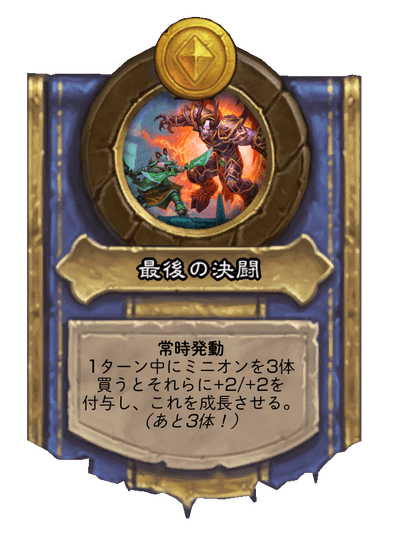 最後の決闘
常時発動
1ターン中にミニオンを3体
買うとそれらに+2/+2を
付与し、これを成長させる。
(あと3体！)